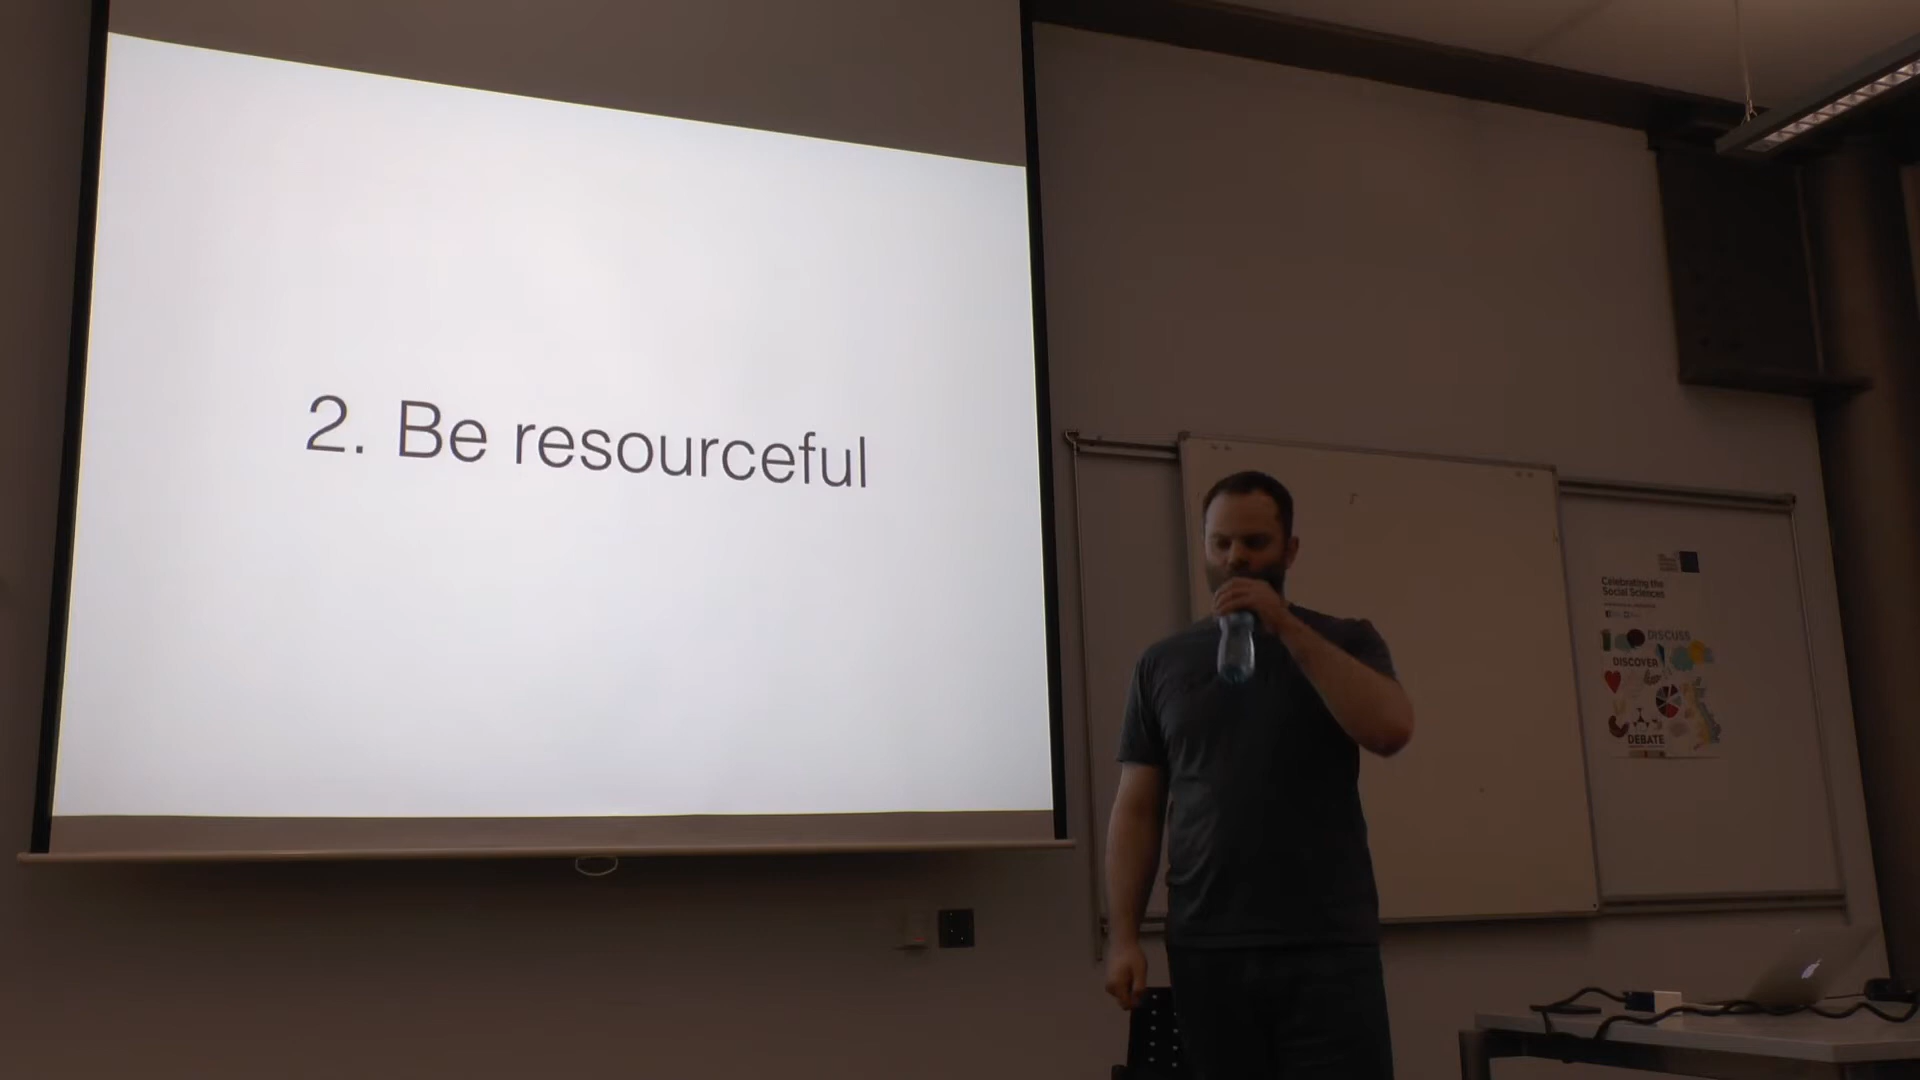 2. Be resourceful
Celebrating the
Social Sciences
DISCUSS
DISCOVER
DEBATE